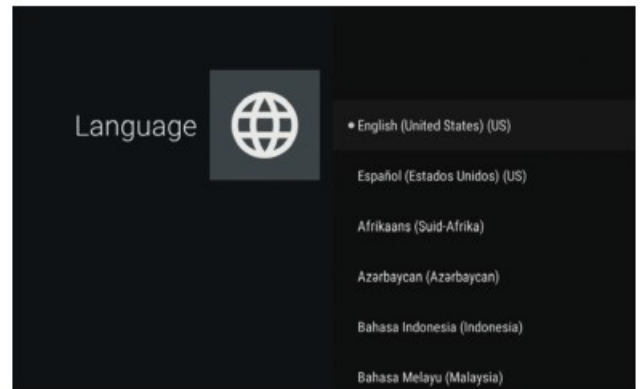 Language
English (United States) (US)
Español (Estados Unidos) (US)
Afrikaans (Suid-Afrika)
Azərbaycan (Azərbaycan)
Bahasa Indonesia (Indonesia)
Bahasa Melayu (Malaysia)